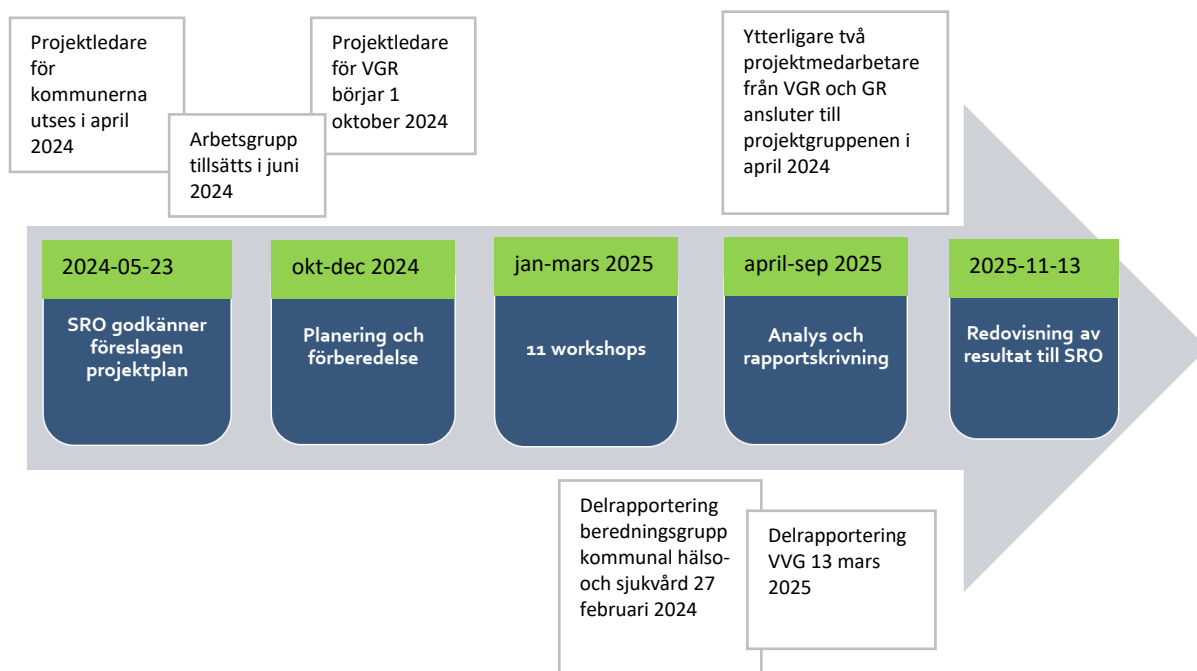 Projektledare
för
kommunerna
utses i april
2024
Arbetsgrupp
tillsätts i juni
2024
Projektledare
för VGR
börjar 1
oktober 2024
Ytterligare två
projektmedarbetare
från VGR och GR
ansluter till
projektgruppenen i
april 2024
2024-05-23
SRO godkänner
föreslagen
projektplan
okt-dec 2024
Planering och
förberedelse
jan-mars 2025
11 workshops
april-sep 2025
Analys och
rapportskrivning
2025-11-13
Redovisning av
resultat till SRO
Delrapportering
beredningsgrupp
kommunal hälso-
och sjukvård 27
februari 2024
Delrapportering
VVG 13 mars
2025